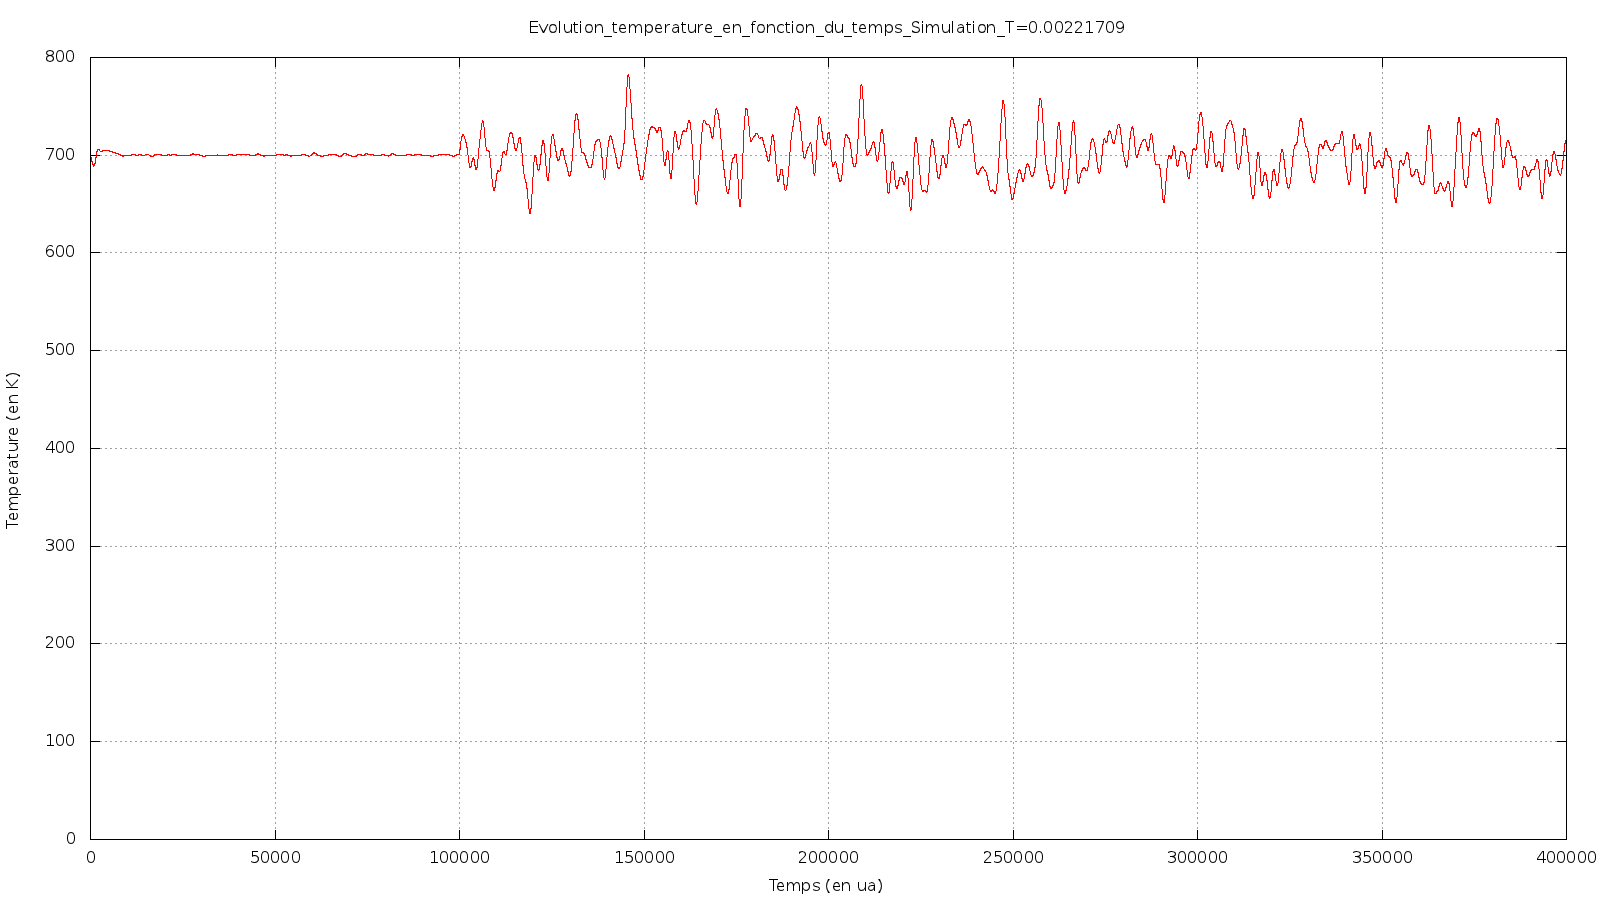 Evolution_temperature_en_fonction_du_temps_Simulation_T=0.00221709
800
700
600
500
400
300
200
100
0
Temperature (en K)
0 50000 100000 150000 200000 250000 300000 350000 400000
Temps (en ua)